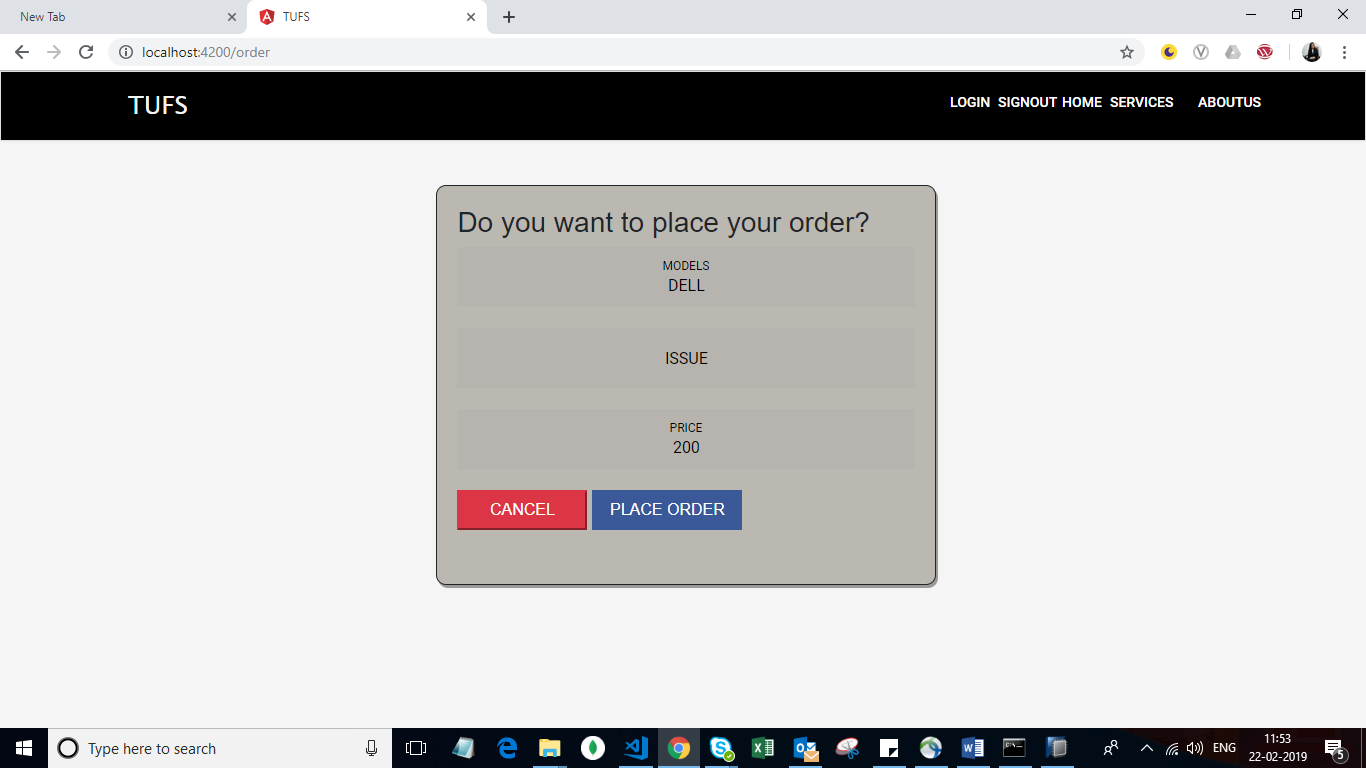 New Tab
TUFS
localhost:4200/order
TUFS
LOGIN SIGNOUT HOME SERVICES ABOUTUS
Do you want to place your order?
MODELS
DELL
ISSUE
PRICE
200
CANCEL PLACE ORDER
Type here to search
ENG
11:53
22-02-2019
5